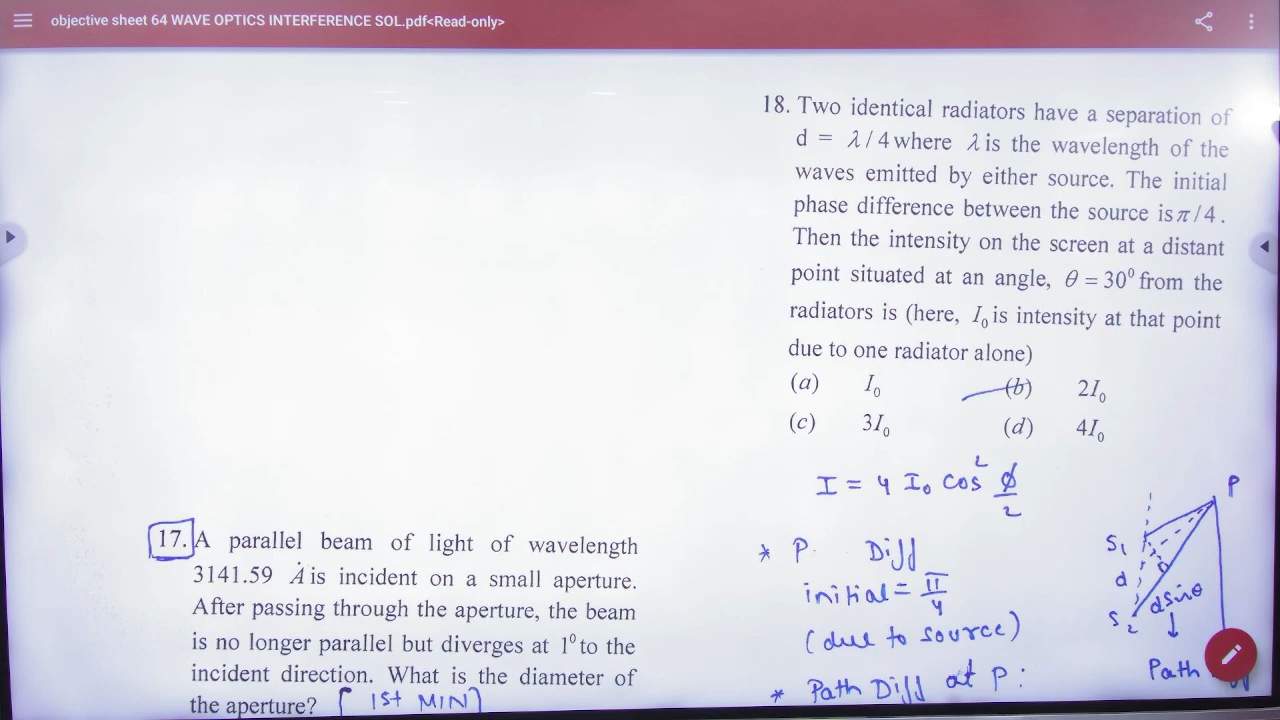 objective sheet 64 WAVE OPTICS INTERFERENCE SOL.pdf<Read-only>
18. Two identical radiators have a separation of
d = λ/4 where λ is the wavelength of the
waves emitted by either source. The initial
phase difference between the source is π/4.
Then the intensity on the screen at a distant
point situated at an angle, θ = 30⁰ from the
radiators is (here, I₀ is intensity at that point
due to one radiator alone)
(a) I₀ (b) 2I₀
(c) 3I₀ (d) 4I₀
I = 4 I₀ cos² ϕ/2
* P. Diff
initial = π/4
(due to source)
* Path Diff at P :
P
S₁
d
S₂
θ
dsinθ
↓
Path
17. A parallel beam of light of wavelength
3141.59 Å is incident on a small aperture.
After passing through the aperture, the beam
is no longer parallel but diverges at 1⁰ to the
incident direction. What is the diameter of
the aperture? [1st MIN]